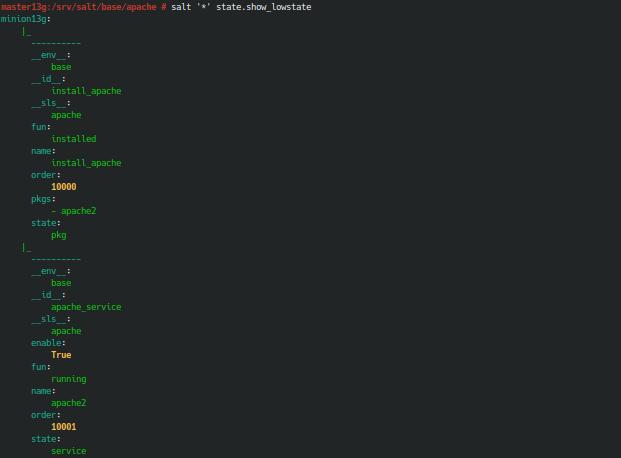 master13g:/srv/salt/base/apache # salt '*' state.show_lowstate
minion13g:
    |_
      ----------
      __env__:
          base
      __id__:
          install_apache
      __sls__:
          apache
      fun:
          installed
      name:
          install_apache
      order:
          10000
      pkgs:
          - apache2
      state:
          pkg
    |_
      ----------
      __env__:
          base
      __id__:
          apache_service
      __sls__:
          apache
      enable:
          True
      fun:
          running
      name:
          apache2
      order:
          10001
      state:
          service